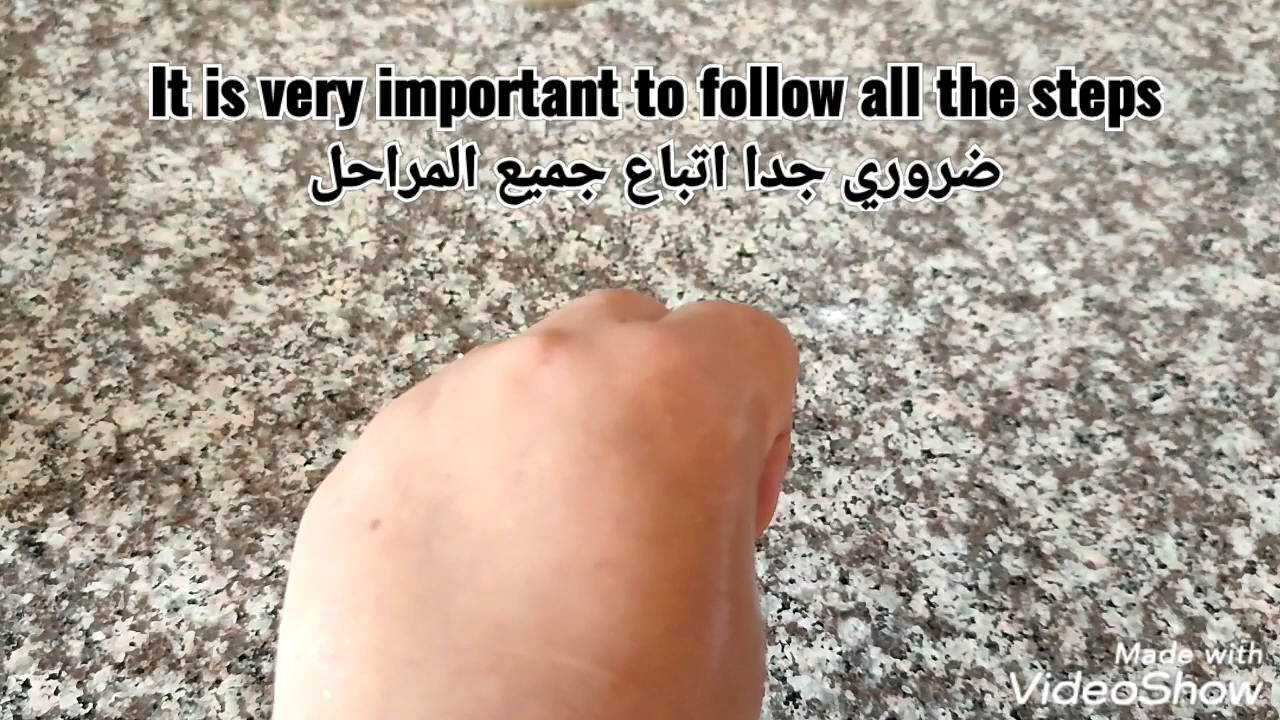 It is very important to follow all the steps
ضروري جدا اتباع جميع المراحل
Made with
VideoShow